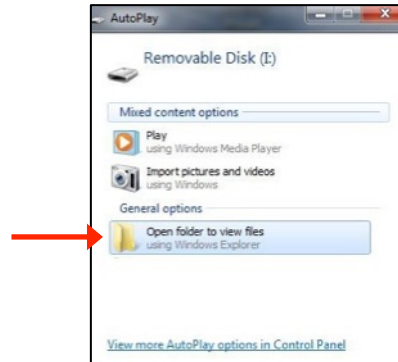 AutoPlay
Removable Disk (I:)
Mixed content options
Play
using Windows Media Player
Import pictures and videos
using Windows
General options
Open folder to view files
using Windows Explorer
View more AutoPlay options in Control Panel